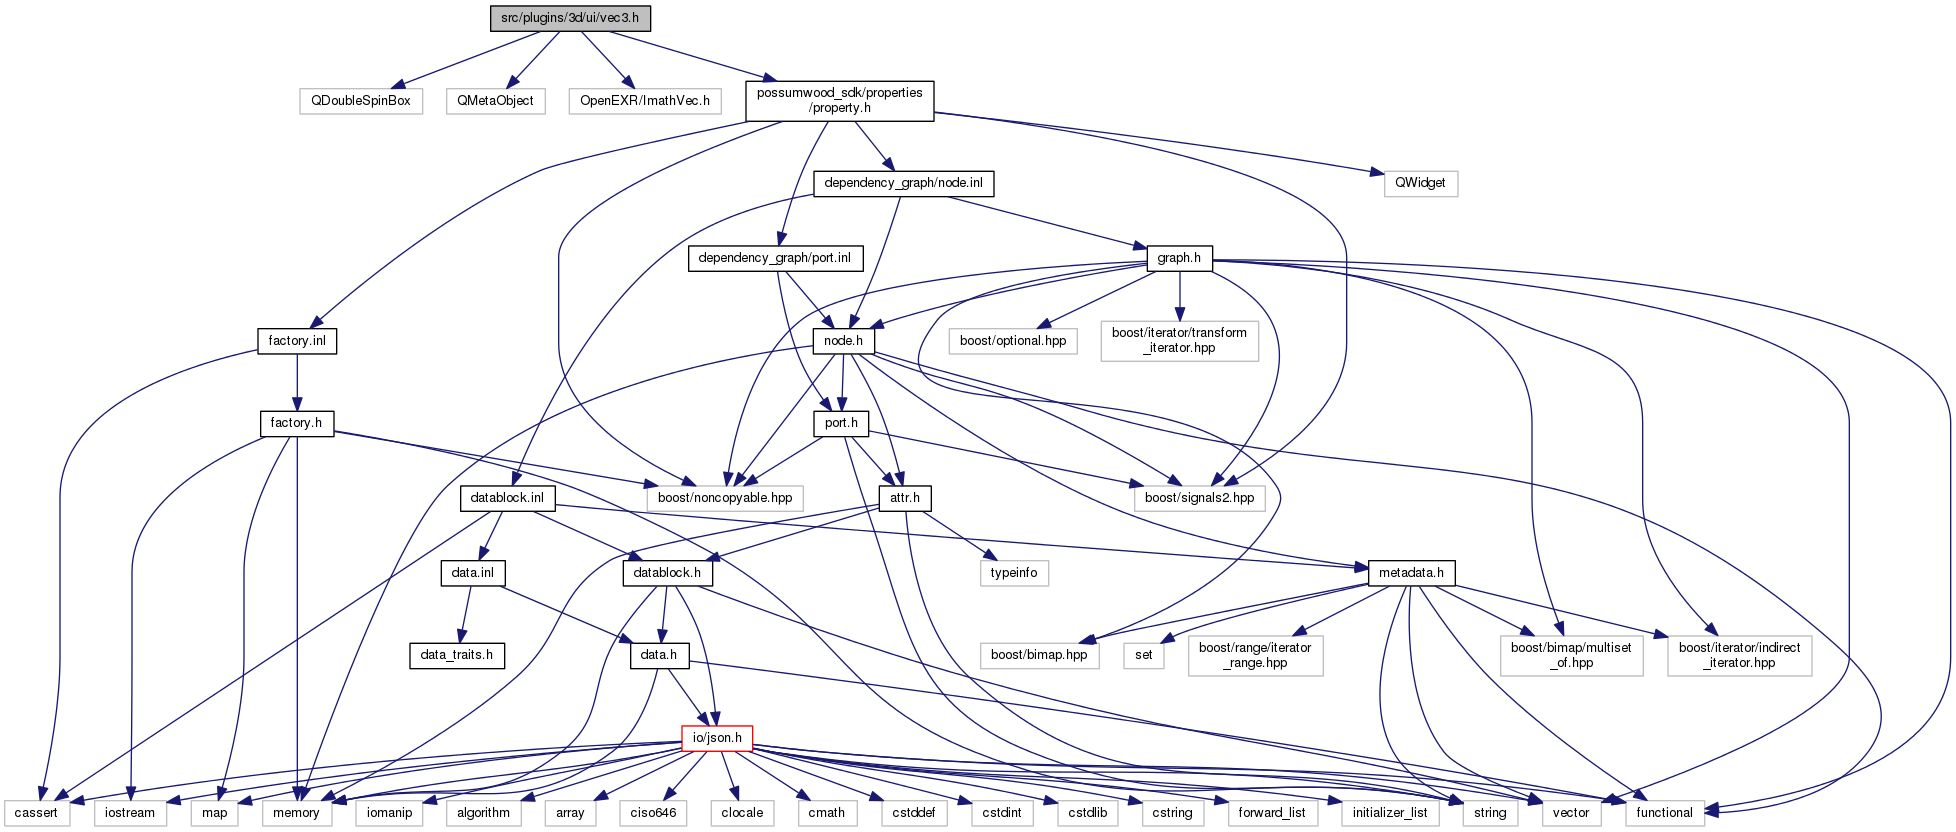 src/plugins/3d/ui/vec3.h
QDoubleSpinBox
QMetaObject
OpenEXR/ImathVec.h
possumwood_sdk/properties
/property.h
dependency_graph/node.inl
QWidget
dependency_graph/port.inl
graph.h
factory.inl
node.h
boost/optional.hpp
boost/iterator/transform
_iterator.hpp
factory.h
port.h
datablock.inl
boost/noncopyable.hpp
attr.h
boost/signals2.hpp
data.inl
datablock.h
typeinfo
metadata.h
data_traits.h
data.h
boost/bimap.hpp
set
boost/range/iterator
_range.hpp
boost/bimap/multiset
_of.hpp
boost/iterator/indirect
_iterator.hpp
io/json.h
cassert
iostream
map
memory
iomanip
algorithm
array
ciso646
clocale
cmath
cstddef
cstdint
cstdlib
cstring
forward_list
initializer_list
string
vector
functional